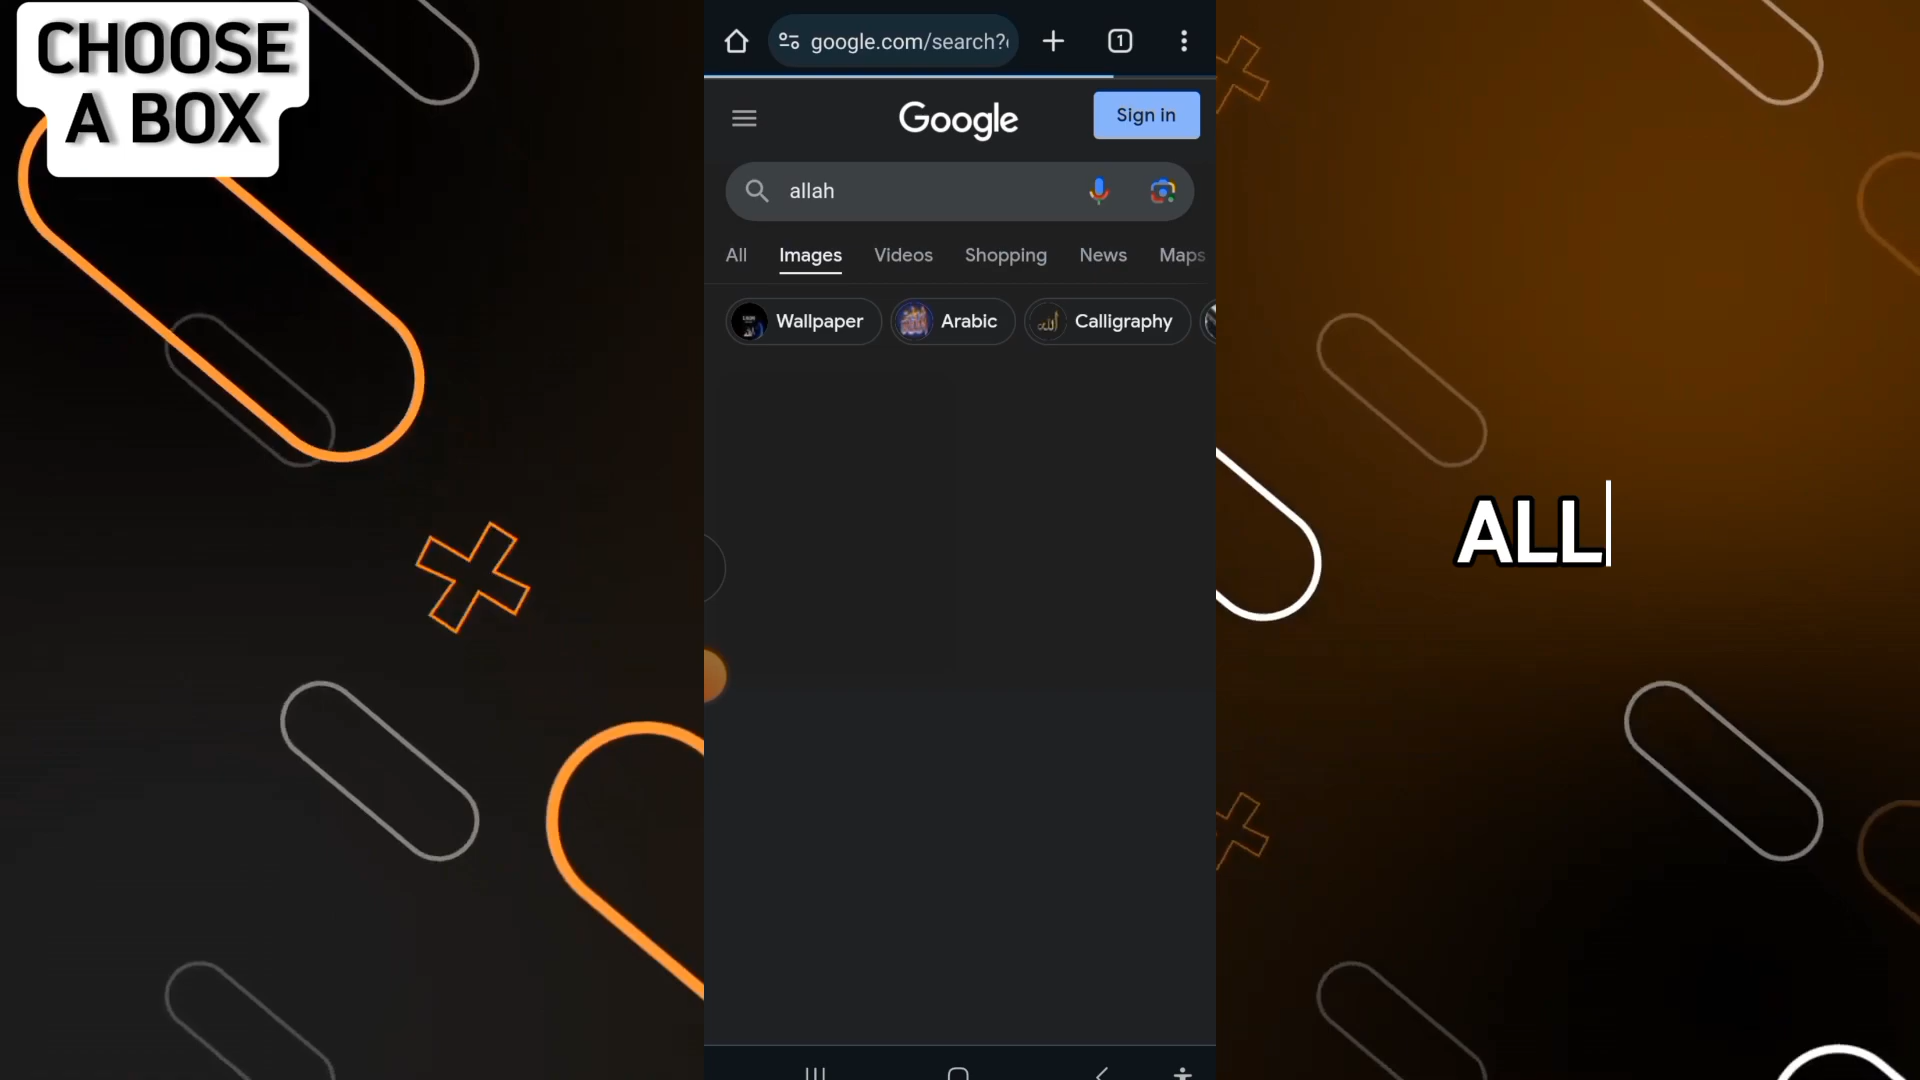 CHOOSE
A BOX
google.com/search?
1
Google
Sign in
allah
All Images Videos Shopping News Maps
Wallpaper Arabic Calligraphy
ALL